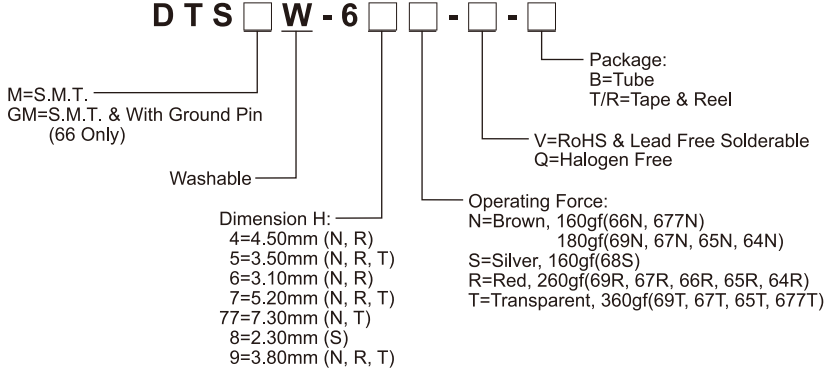 DTS□W-6□□-□-□
Package:
B=Tube
T/R=Tape & Reel
M=S.M.T.
GM=S.M.T. & With Ground Pin
(66 Only)
V=RoHS & Lead Free Solderable
Q=Halogen Free
Washable
Operating Force:
N=Brown, 160gf(66N, 677N)
180gf(69N, 67N, 65N, 64N)
S=Silver, 160gf(68S)
R=Red, 260gf(69R, 67R, 66R, 65R, 64R)
T=Transparent, 360gf(69T, 67T, 65T, 677T)
Dimension H:
4=4.50mm (N, R)
5=3.50mm (N, R, T)
6=3.10mm (N, R)
7=5.20mm (N, R, T)
77=7.30mm (N, T)
8=2.30mm (S)
9=3.80mm (N, R, T)